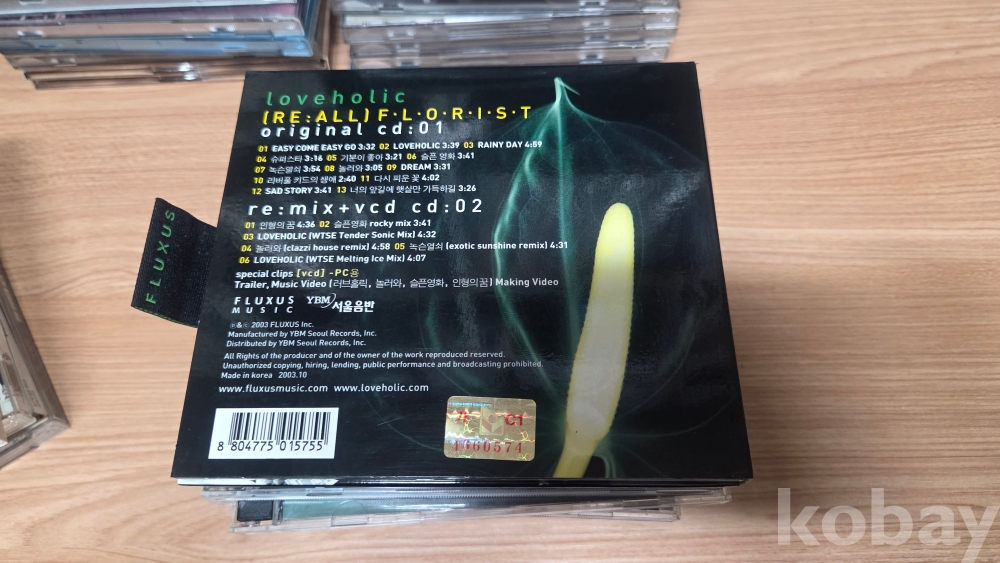 loveholic
(RE:ALL) F·L·O·R·I·S·T
original cd:01
01 EASY COME EASY GO 3:32 02 LOVEHOLIC 3:39 03 RAINY DAY 4:59
04 슈퍼스타 3:16 05 기분이 좋아 3:21 06 슬픈 영화 3:41
07 녹슨열쇠 3:54 08 놀러와 3:05 09 DREAM 3:31
10 리버풀 키드의 생애 2:40 11 다시 피운 꽃 4:02
12 SAD STORY 3:41 13 너의 앞길에 햇살만 가득하길 3:26
re:mix+vcd cd:02
01 인형의 꿈 4:36 02 슬픈영화 rocky mix 3:41
03 LOVEHOLIC (WTSE Tender Sonic Mix) 4:32
04 놀러와 (clazzi house remix) 4:58 05 녹슨열쇠 (exotic sunshine remix) 4:31
06 LOVEHOLIC (WTSE Melting Ice Mix) 4:07
special clips [vcd] -PC용
Trailer, Music Video (러브홀릭, 놀러와, 슬픈영화, 인형의꿈) Making Video
FLUXUS
MUSIC
YBM 서울음반
℗&© 2003 FLUXUS Inc.
Manufactured by YBM Seoul Records, Inc.
Distributed by YBM Seoul Records, Inc.
All Rights of the producer and of the owner of the work reproduced reserved.
Unauthorized copying, hiring, lending, public performance and broadcasting prohibited.
Made in korea 2003.10
www.fluxusmusic.com www.loveholic.com
8 804775 015755
C1
1660574
FLUXUS
kobay